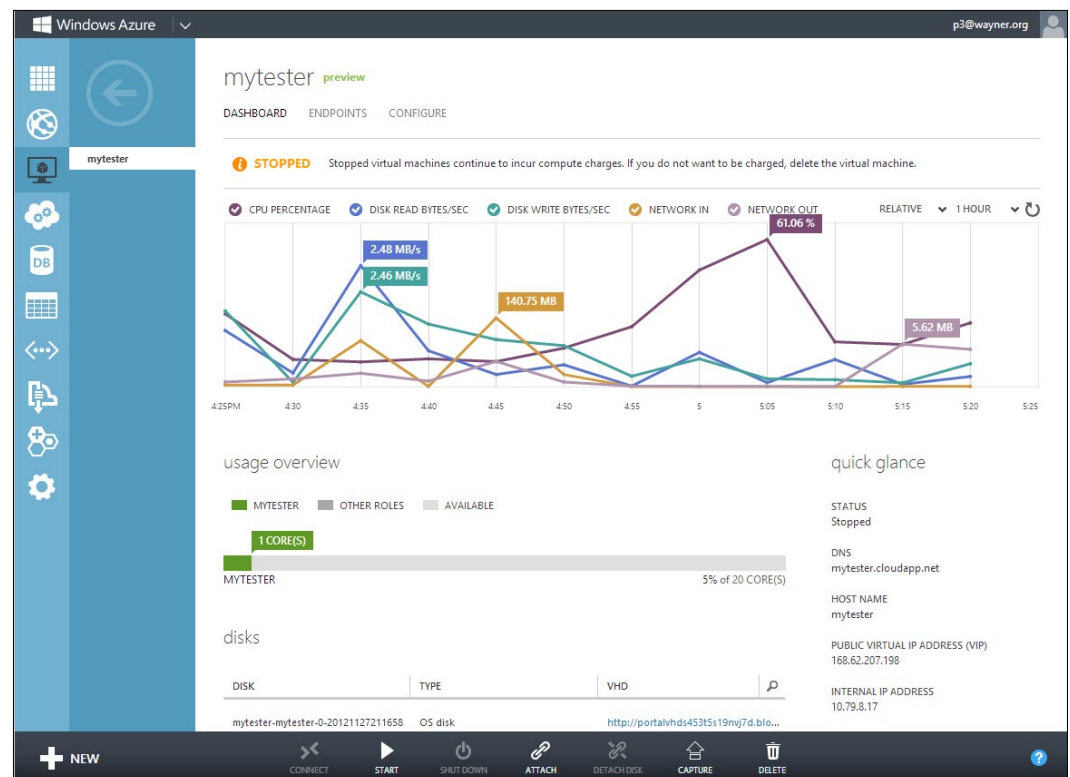 Windows Azure
p3@wayner.org
mytester
mytester preview
DASHBOARD ENDPOINTS CONFIGURE
STOPPED Stopped virtual machines continue to incur compute charges. If you do not want to be charged, delete the virtual machine.
CPU PERCENTAGE DISK READ BYTES/SEC DISK WRITE BYTES/SEC NETWORK IN NETWORK OUT RELATIVE 1 HOUR
61.06 %
2.48 MB/s
2.46 MB/s
140.75 MB
5.62 MB
4:25PM 4:30 4:35 4:40 4:45 4:50 4:55 5 5:05 5:10 5:15 5:20 5:25
usage overview
MYTESTER OTHER ROLES AVAILABLE
1 CORE(S)
MYTESTER 5% of 20 CORE(S)
quick glance
STATUS
Stopped
DNS
mytester.cloudapp.net
HOST NAME
mytester
PUBLIC VIRTUAL IP ADDRESS (VIP)
168.62.207.198
INTERNAL IP ADDRESS
10.79.8.17
disks
DISK TYPE VHD
mytester-mytester-0-20121127211658 OS disk http://portalvhds453t5s19nvj7d.blo...
DB
NEW
CONNECT START SHUT DOWN ATTACH DETACH DISK CAPTURE DELETE
?